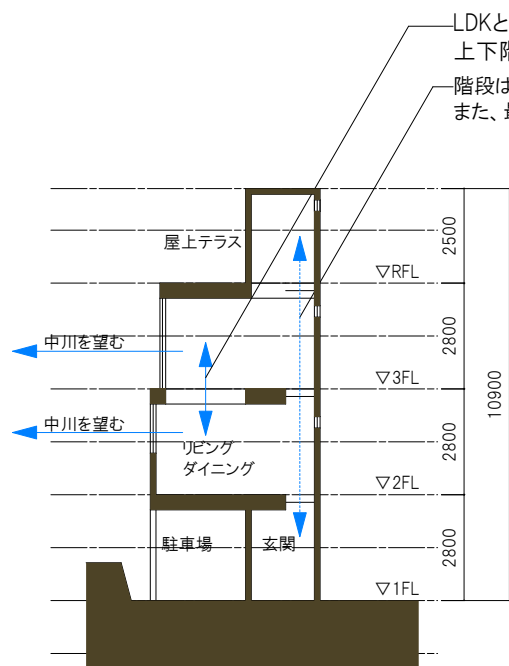 LDKと
上下階
階段は
また、
屋上テラス
2500
▽RFL
中川を望む
2800
▽3FL
10900
中川を望む
リビング
ダイニング
2800
▽2FL
駐車場
玄関
2800
▽1FL